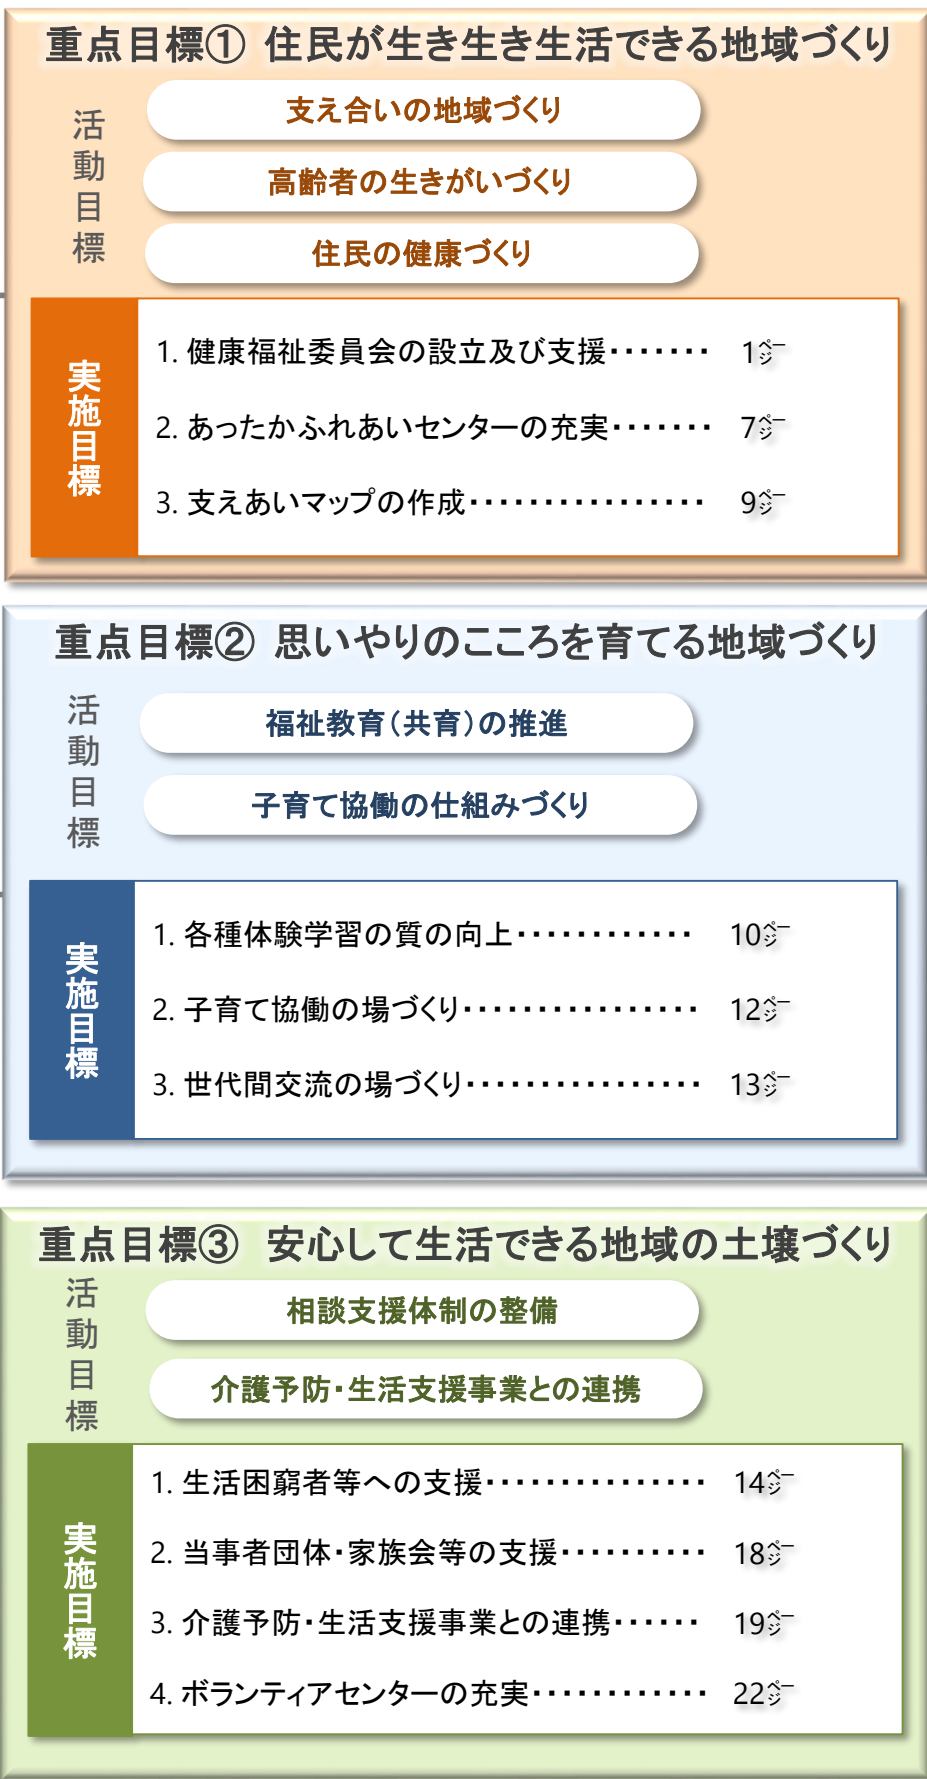 重点目標① 住民が生き生き生活できる地域づくり
活動目標
支え合いの地域づくり
高齢者の生きがいづくり
住民の健康づくり
実施目標
1. 健康福祉委員会の設立及び支援・・・・・・・ 1㌻
2. あったかふれあいセンターの充実・・・・・・・ 7㌻
3. 支えあいマップの作成・・・・・・・・・・・・・・・・ 9㌻
重点目標② 思いやりのこころを育てる地域づくり
活動目標
福祉教育（共育）の推進
子育て協働の仕組みづくり
実施目標
1. 各種体験学習の質の向上・・・・・・・・・・・・ 10㌻
2. 子育て協働の場づくり・・・・・・・・・・・・・・・・ 12㌻
3. 世代間交流の場づくり・・・・・・・・・・・・・・・・ 13㌻
重点目標③ 安心して生活できる地域の土壌づくり
活動目標
相談支援体制の整備
介護予防・生活支援事業との連携
実施目標
1. 生活困窮者等への支援・・・・・・・・・・・・・・・ 14㌻
2. 当事者団体・家族会等の支援・・・・・・・・・・ 18㌻
3. 介護予防・生活支援事業との連携・・・・・・ 19㌻
4. ボランティアセンターの充実・・・・・・・・・・・・ 22㌻